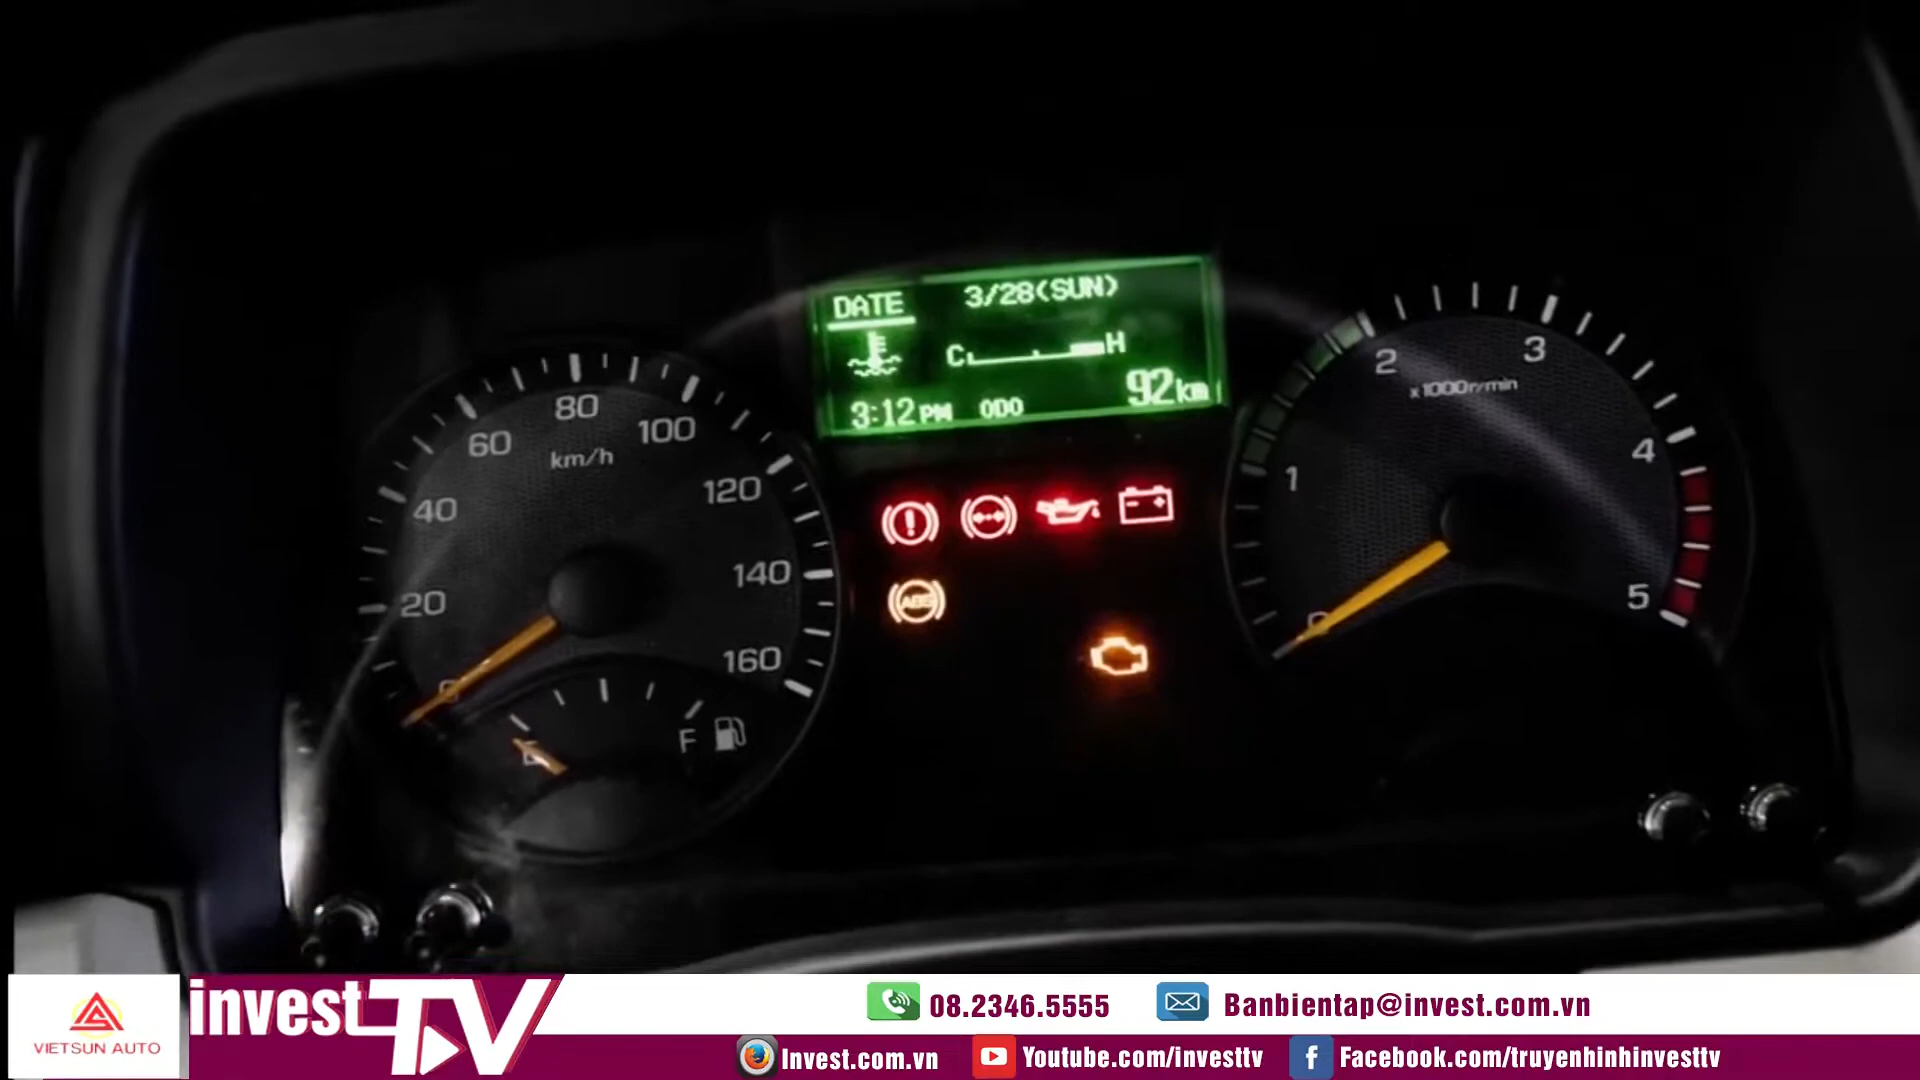 DATE 3/28(SUN)
C H
3:12PM ODO 92km
20 40 60 80 100 120 140 160
km/h
E F
1 2 3 4 5
x1000r/min
ABS
VIETSUN AUTO
investTV
08.2346.5555
Banbientap@invest.com.vn
Invest.com.vn
Youtube.com/investtv
Facebook.com/truyenhinhinvesttv